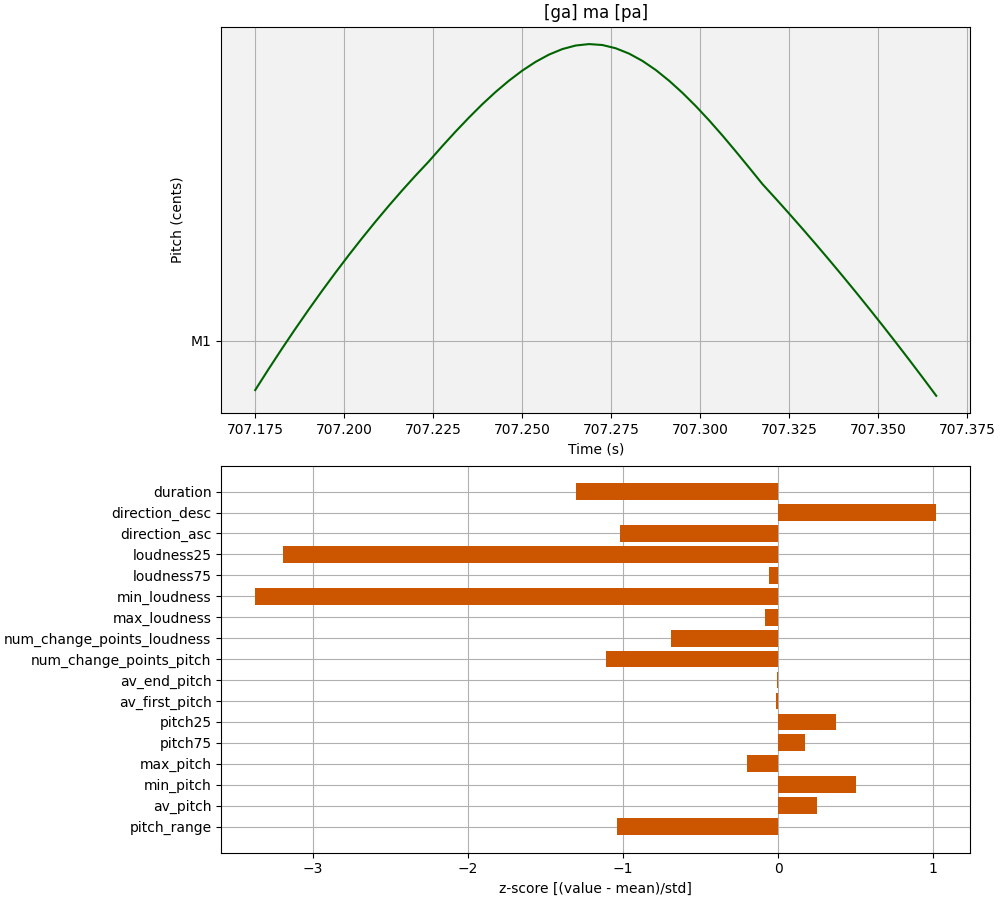 [ga] ma [pa]
Pitch (cents)
M1
707.175 707.200 707.225 707.250 707.275 707.300 707.325 707.350 707.375
Time (s)
duration
direction_desc
direction_asc
loudness25
loudness75
min_loudness
max_loudness
num_change_points_loudness
num_change_points_pitch
av_end_pitch
av_first_pitch
pitch25
pitch75
max_pitch
min_pitch
av_pitch
pitch_range
−3 −2 −1 0 1
z-score [(value - mean)/std]